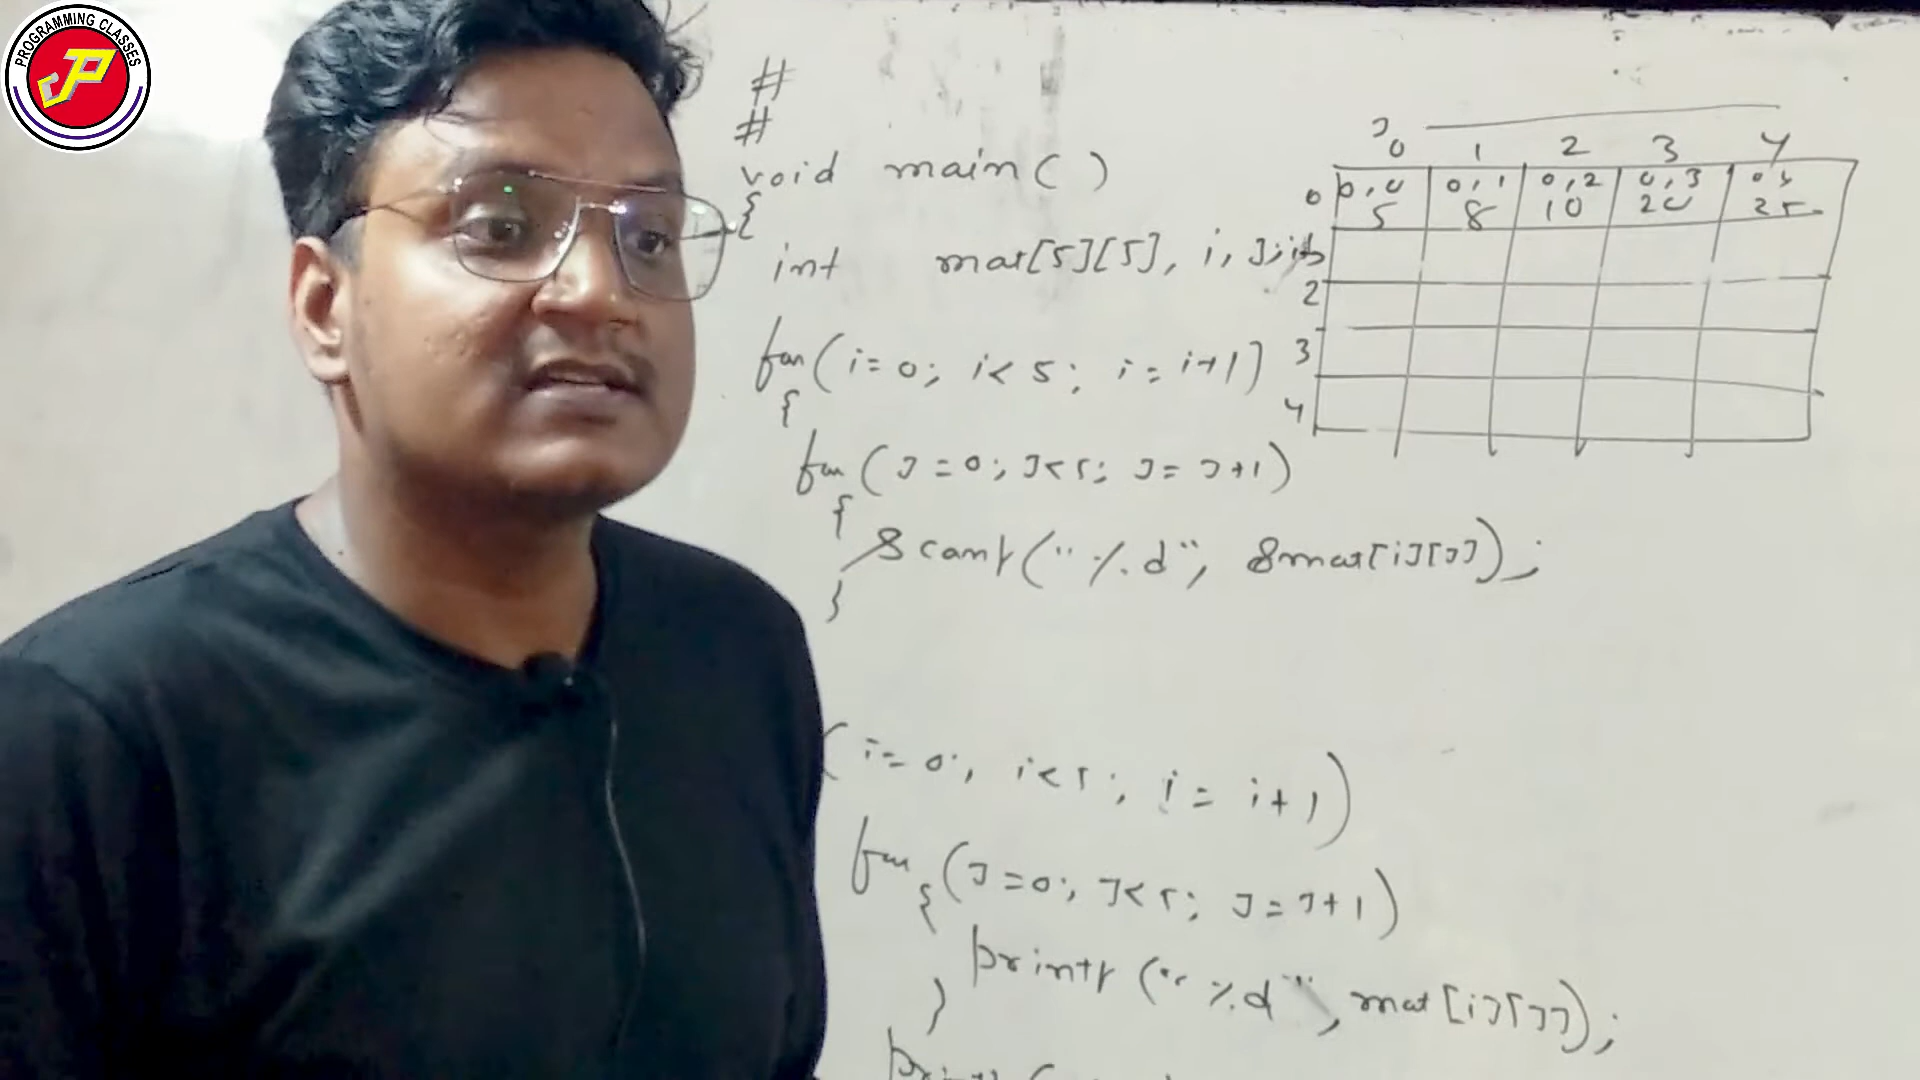 PROGRAMMING CLASSES
JP
#
#
void main( )
{
int mat[5][5], i, J;
for(i=0; i<5; i=i+1)
{
for(J=0; J<5; J=J+1)
{
scanf("%d", &mat[i][J]);
}
(i=0; i<5; i=i+1)
for(J=0; J<5; J=J+1)
{
printf("%d", mat[i][J]);
}
J
0 1 2 3 4
0 0,0 0,1 0,2 0,3 0,4
5 8 10 20 25
2
3
4